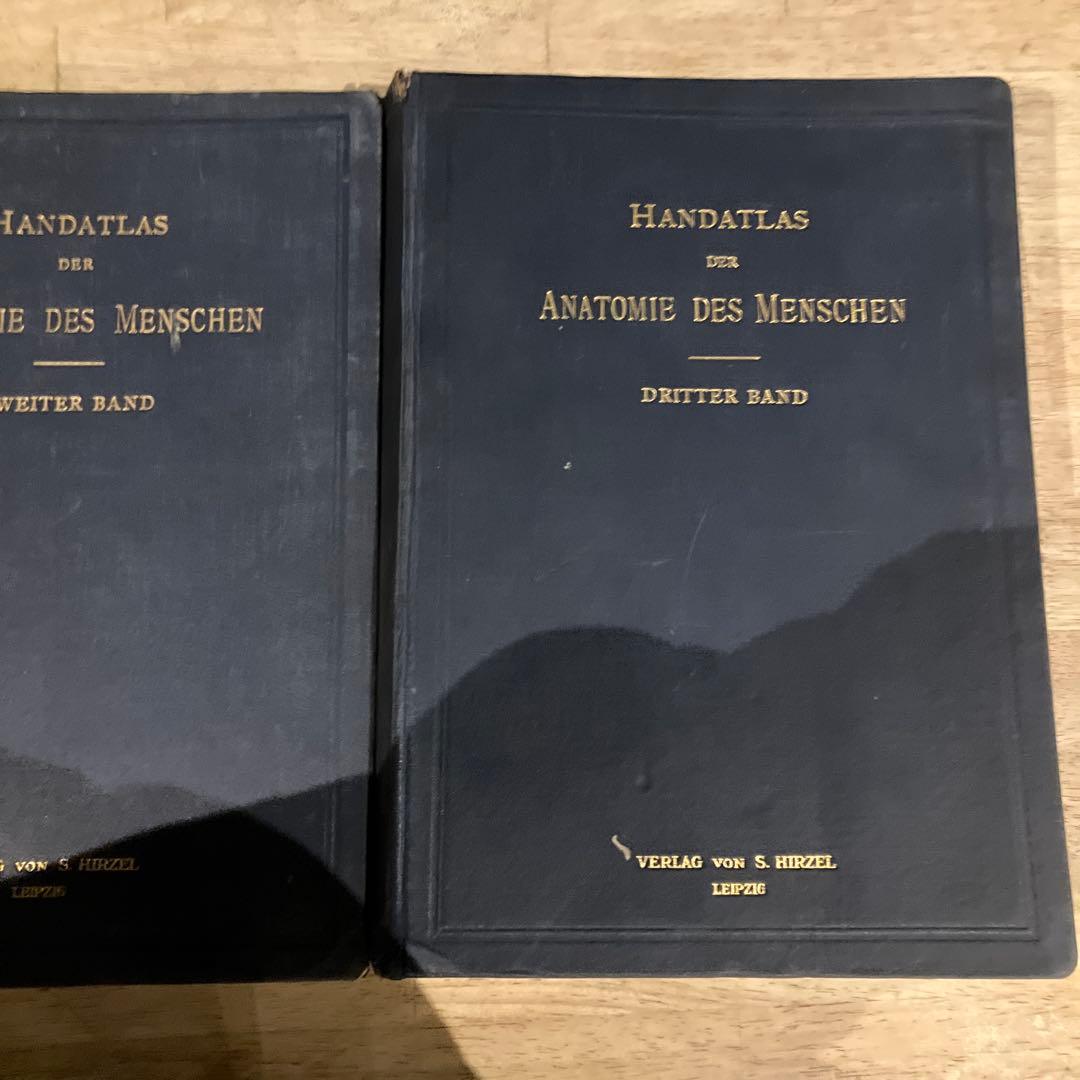 HANDATLAS
DER
IE DES MENSCHEN
WEITER BAND
VON S. HIRZEL
LEIPZIG
HANDATLAS
DER
ANATOMIE DES MENSCHEN
DRITTER BAND
VERLAG VON S. HIRZEL
LEIPZIG